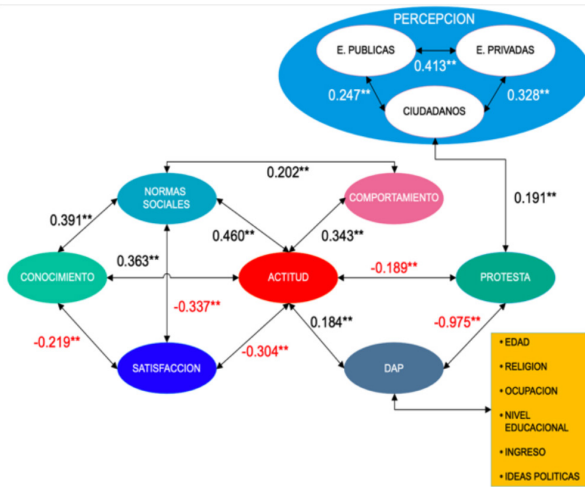 PERCEPCION
E. PUBLICAS
E. PRIVADAS
0.413**
0.247**
0.328**
CIUDADANOS
0.202**
NORMAS
SOCIALES
COMPORTAMIENTO
0.191**
0.391**
0.460**
0.343**
0.363**
-0.189**
CONOCIMIENTO
ACTITUD
PROTESTA
-0.337**
-0.219**
-0.304**
0.184**
-0.975**
SATISFACCION
DAP
• EDAD
• RELIGION
• OCUPACION
• NIVEL
EDUCACIONAL
• INGRESO
• IDEAS POLITICAS